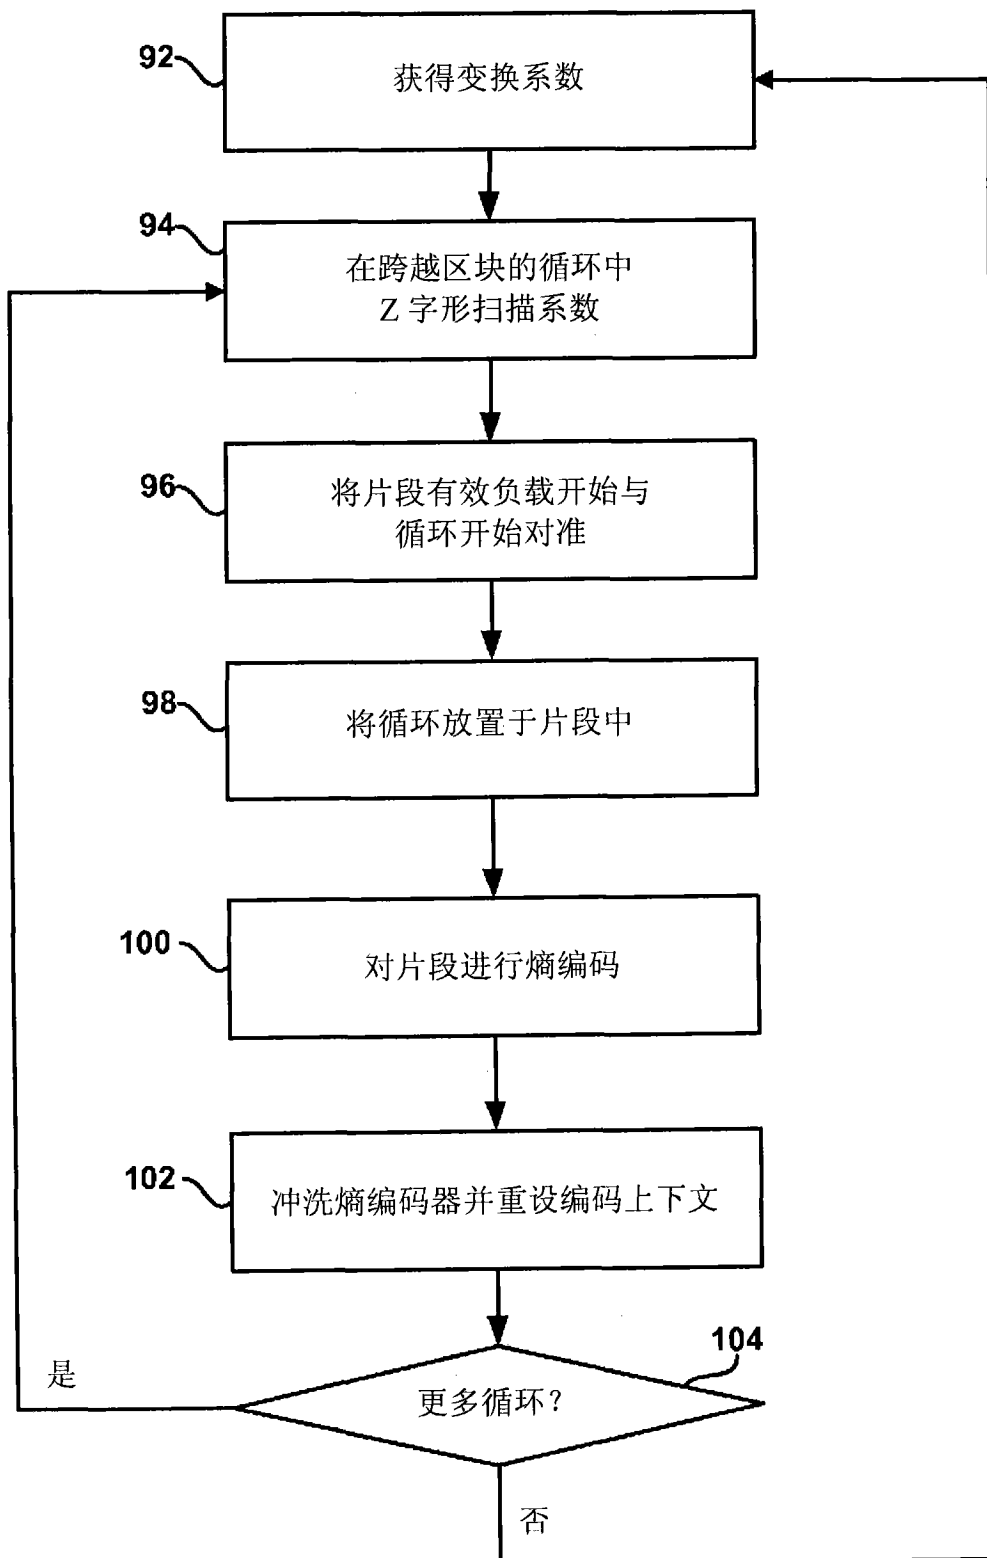 92
获得变换系数
94
在跨越区块的循环中
Z 字形扫描系数
96
将片段有效负载开始与
循环开始对准
98
将循环放置于片段中
100
对片段进行熵编码
102
冲洗熵编码器并重设编码上下文
104
是
更多循环?
否